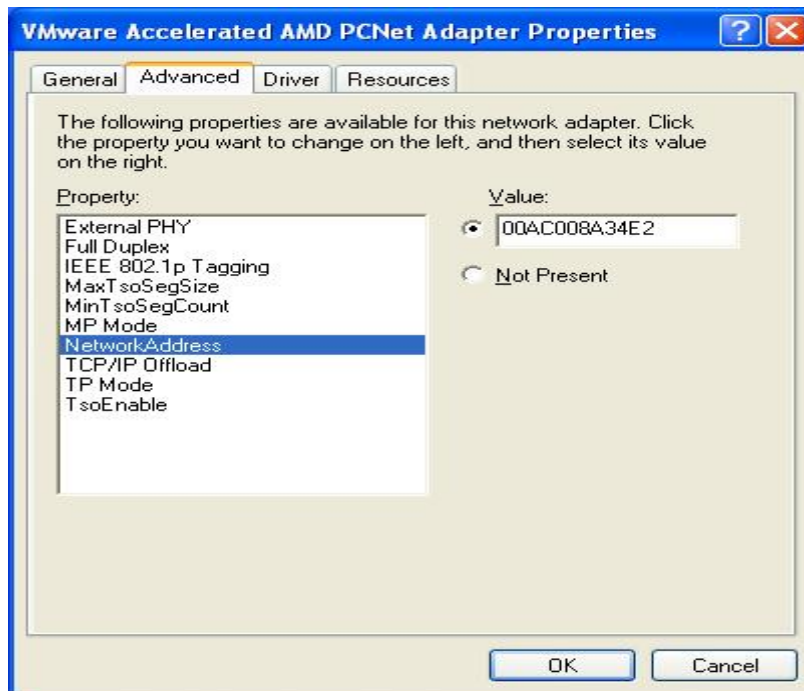 VMware Accelerated AMD PCNet Adapter Properties
General Advanced Driver Resources
The following properties are available for this network adapter. Click
the property you want to change on the left, and then select its value
on the right.
Property:
Value:
External PHY
Full Duplex
IEEE 802.1p Tagging
MaxTsoSegSize
MinTsoSegCount
MP Mode
NetworkAddress
TCP/IP Offload
TP Mode
TsoEnable
00AC008A34E2
Not Present
OK Cancel